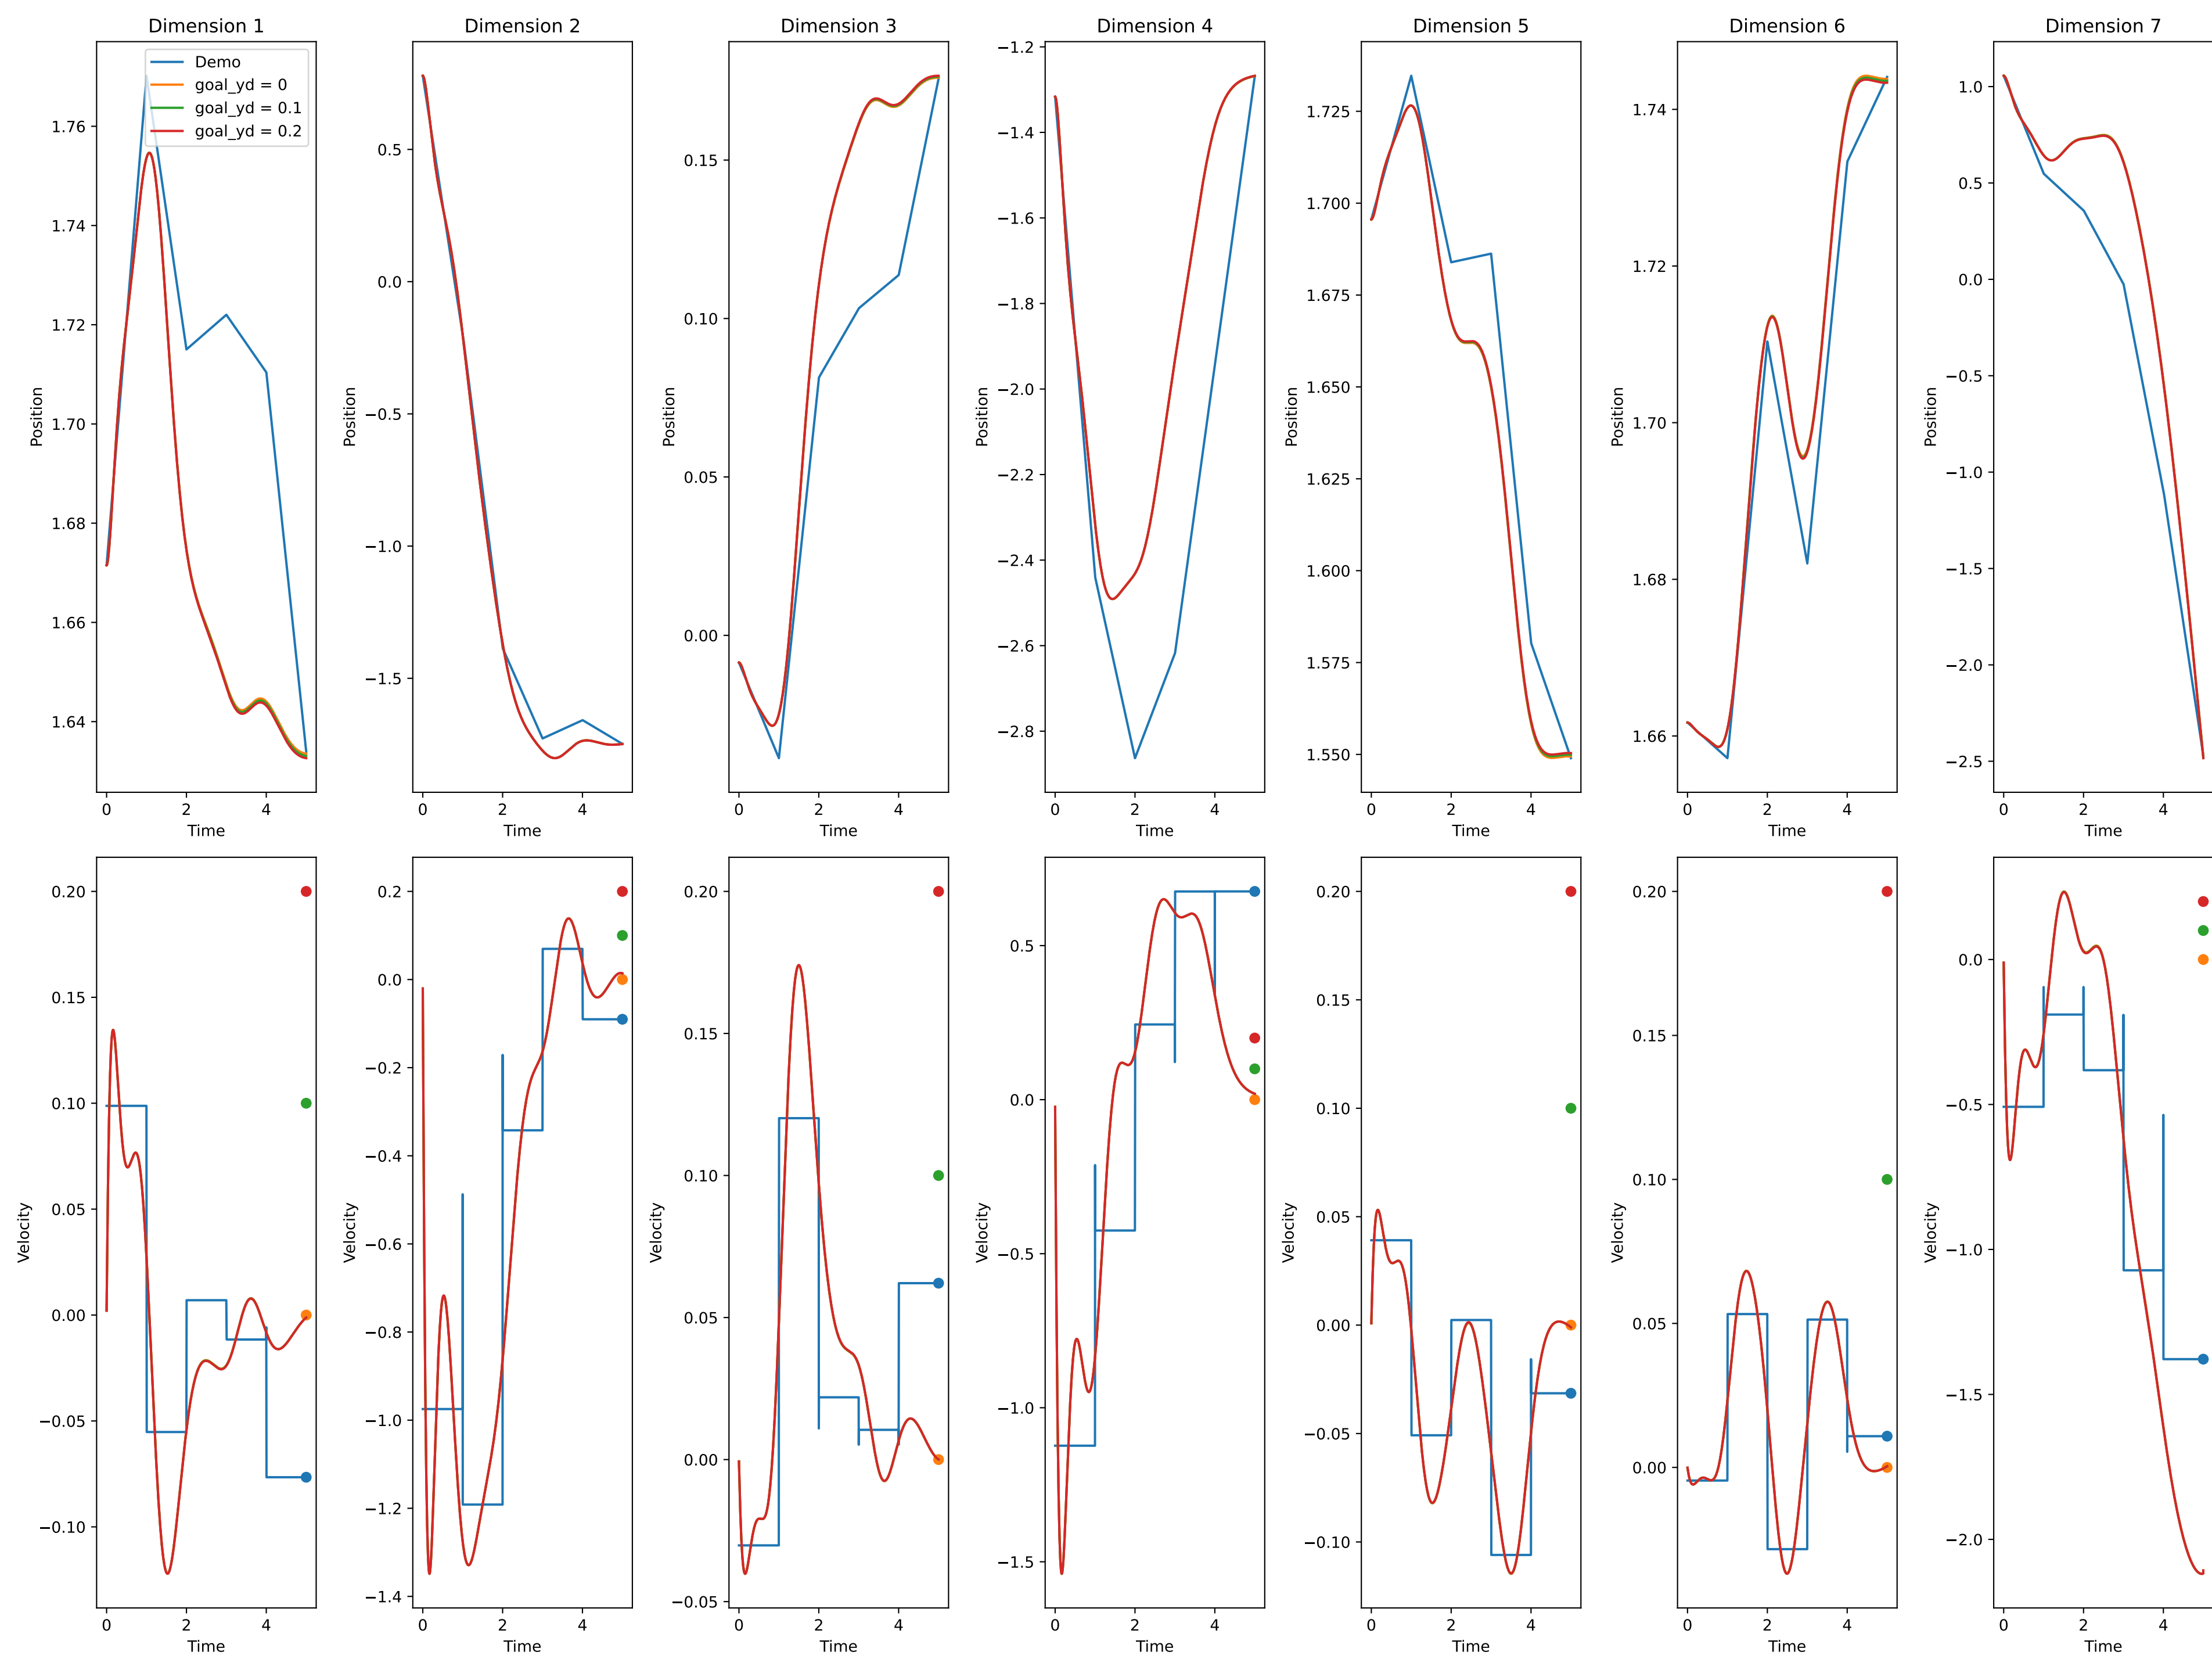 Dimension 1
Dimension 2
Dimension 3
Dimension 4
Dimension 5
Dimension 6
Dimension 7
Demo
goal_yd = 0
goal_yd = 0.1
goal_yd = 0.2
Position
1.76
1.74
1.72
1.70
1.68
1.66
1.64
0 2 4
Time
Position
0.5
0.0
−0.5
−1.0
−1.5
0 2 4
Time
Position
0.15
0.10
0.05
0.00
0 2 4
Time
Position
−1.2
−1.4
−1.6
−1.8
−2.0
−2.2
−2.4
−2.6
−2.8
0 2 4
Time
Position
1.725
1.700
1.675
1.650
1.625
1.600
1.575
1.550
0 2 4
Time
Position
1.74
1.72
1.70
1.68
1.66
0 2 4
Time
Position
1.0
0.5
0.0
−0.5
−1.0
−1.5
−2.0
−2.5
0 2 4
Time
Velocity
0.20
0.15
0.10
0.05
0.00
−0.05
−0.10
0 2 4
Time
Velocity
0.2
0.0
−0.2
−0.4
−0.6
−0.8
−1.0
−1.2
−1.4
0 2 4
Time
Velocity
0.20
0.15
0.10
0.05
0.00
−0.05
0 2 4
Time
Velocity
0.5
0.0
−0.5
−1.0
−1.5
0 2 4
Time
Velocity
0.20
0.15
0.10
0.05
0.00
−0.05
−0.10
0 2 4
Time
Velocity
0.20
0.15
0.10
0.05
0.00
0 2 4
Time
Velocity
0.0
−0.5
−1.0
−1.5
−2.0
0 2 4
Time